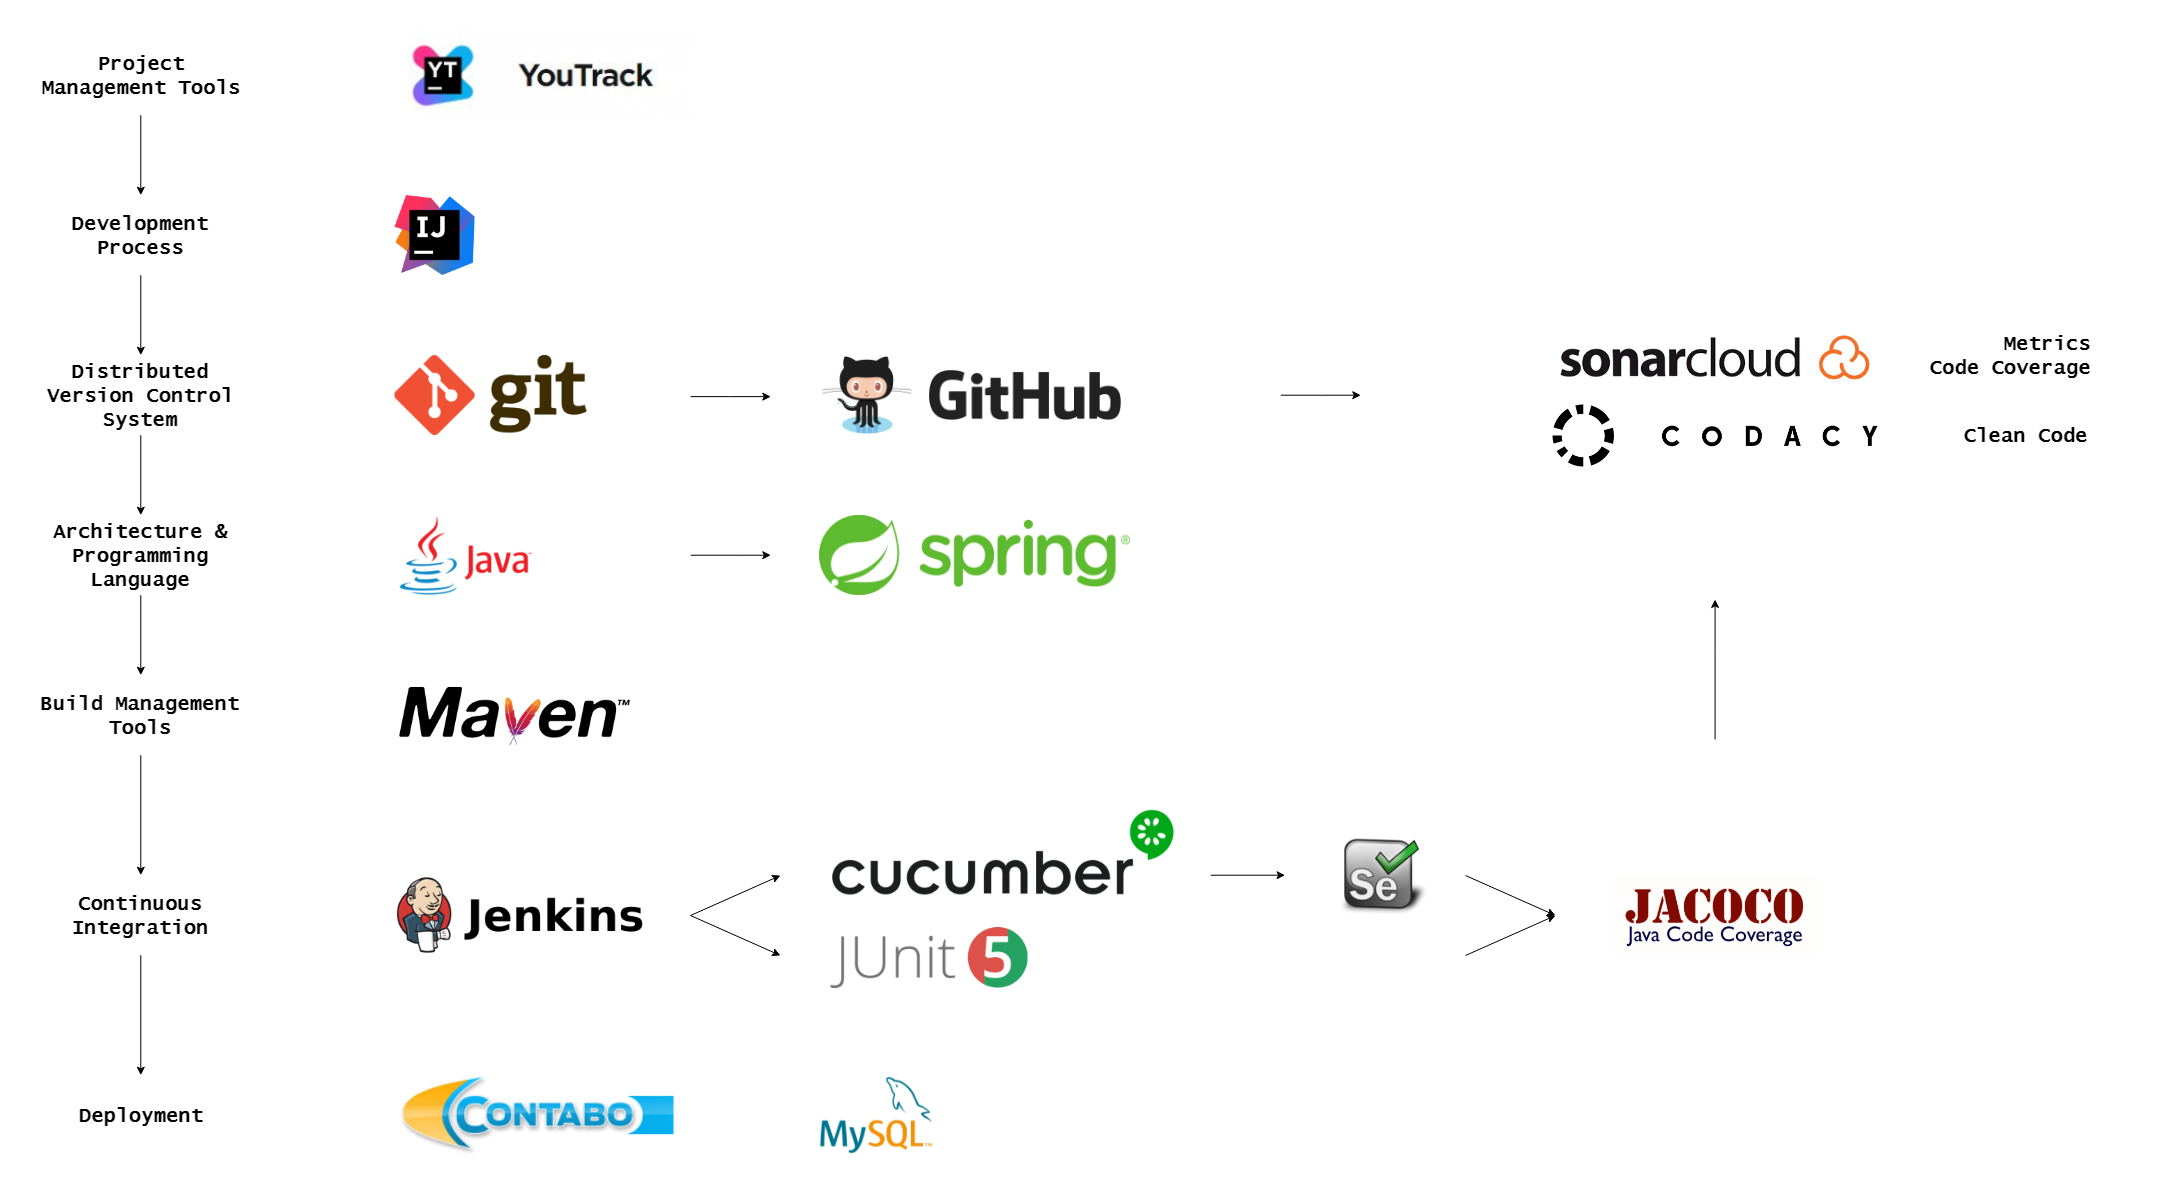 Project
Management Tools
YT
YouTrack
Development
Process
IJ
Distributed
Version Control
System
git
GitHub
sonarcloud
Metrics
Code Coverage
CODACY
Clean Code
Architecture &
Programming
Language
Java
spring®
Build Management
Tools
Maven™
Continuous
Integration
Jenkins
cucumber
JUnit 5
Se
JACOCO
Java Code Coverage
Deployment
CONTABO
MySQL™